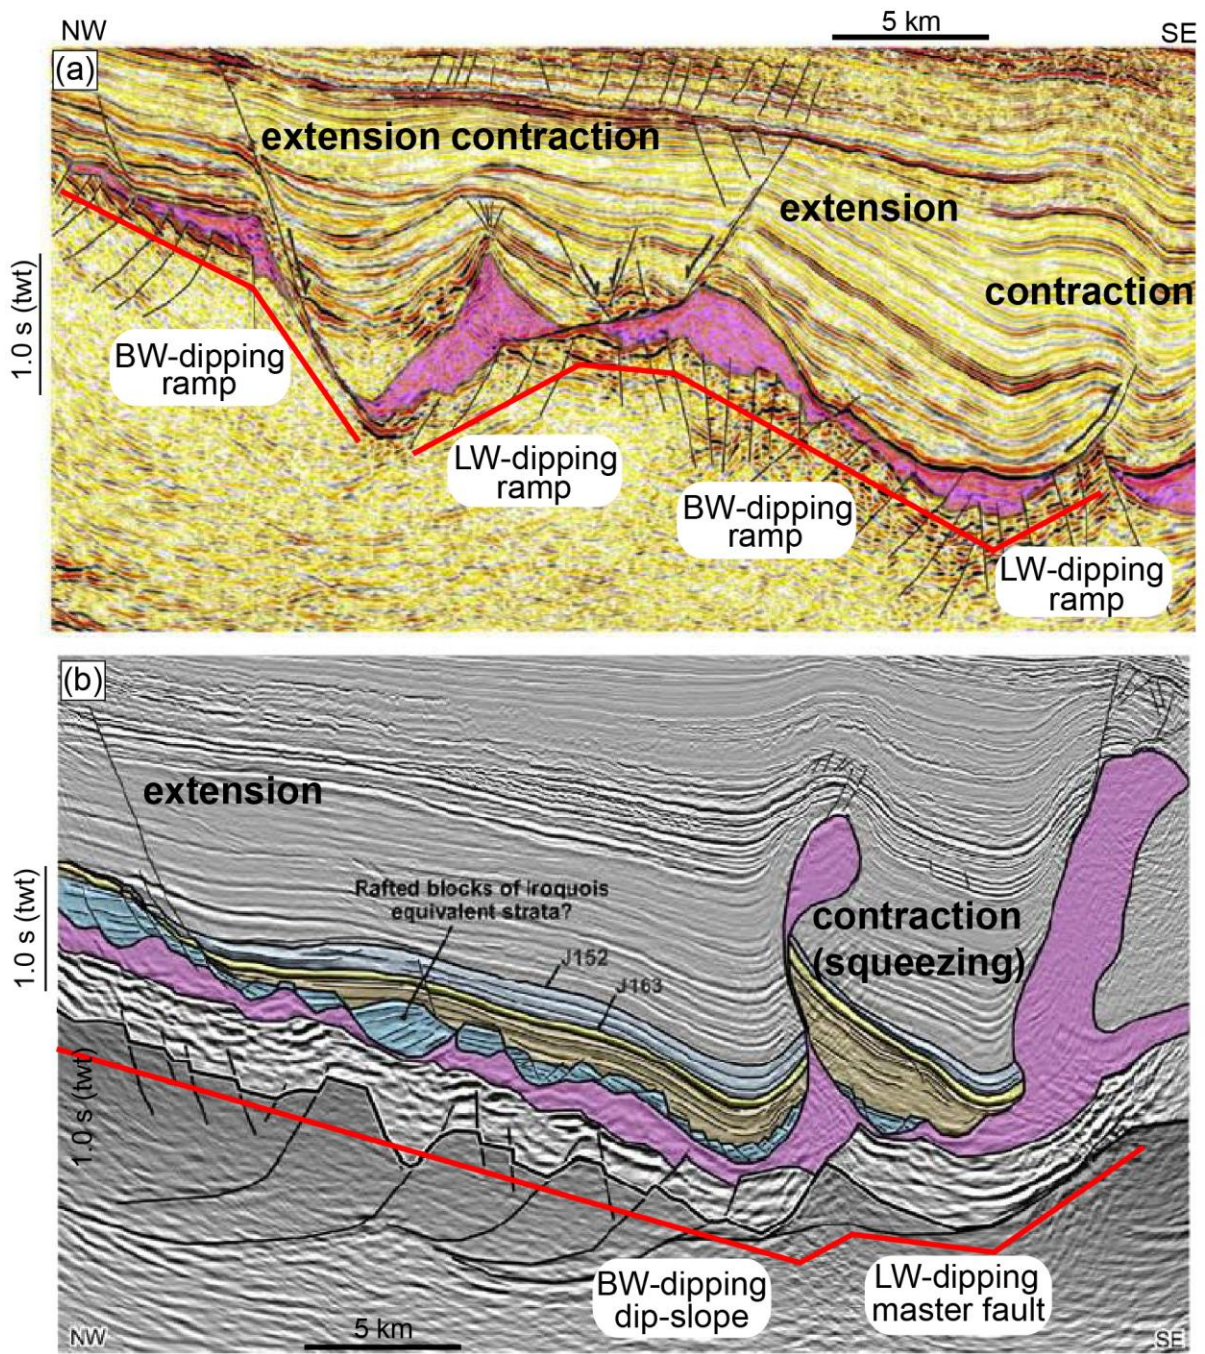 NW
5 km
SE
(a)
extension contraction
extension
contraction
1.0 s (twt)
BW-dipping
ramp
LW-dipping
ramp
BW-dipping
ramp
LW-dipping
ramp
(b)
extension
1.0 s (twt)
Rafted blocks of Iroquois
equivalent strata?
contraction
(squeezing)
J152
J163
1.0 s (twt)
BW-dipping
dip-slope
LW-dipping
master fault
NW
5 km
SE